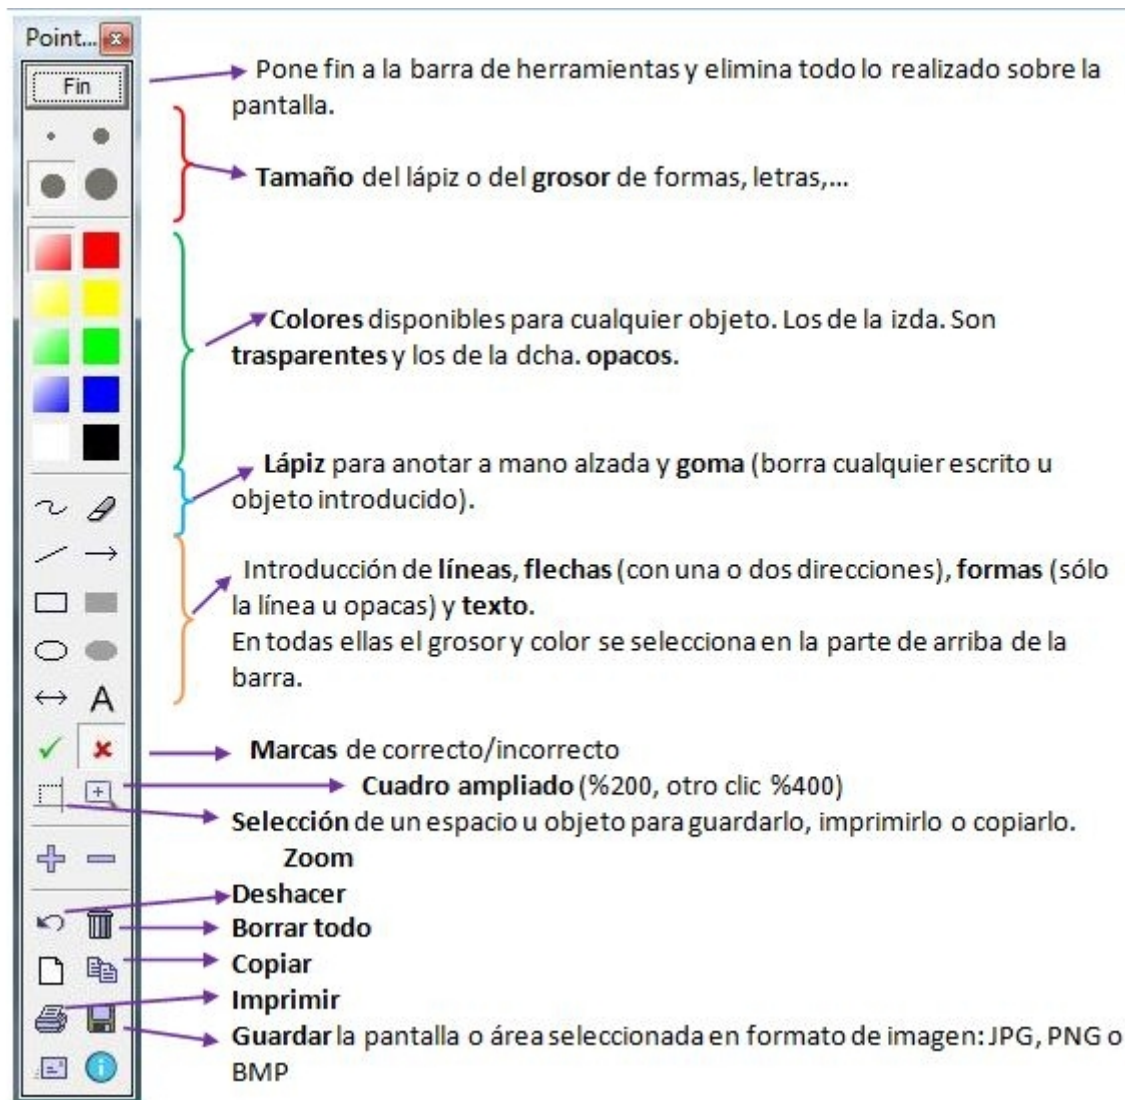 Point...
Fin
Pone fin a la barra de herramientas y elimina todo lo realizado sobre la
pantalla.
Tamaño del lápiz o del grosor de formas, letras,...
Colores disponibles para cualquier objeto. Los de la izda. Son
trasparentes y los de la dcha. opacos.
Lápiz para anotar a mano alzada y goma (borra cualquier escrito u
objeto introducido).
Introducción de líneas, flechas (con una o dos direcciones), formas (sólo
la línea u opacas) y texto.
En todas ellas el grosor y color se selecciona en la parte de arriba de la
barra.
A
Marcas de correcto/incorrecto
Cuadro ampliado (%200, otro clic %400)
Selección de un espacio u objeto para guardarlo, imprimirlo o copiarlo.
Zoom
Deshacer
Borrar todo
Copiar
Imprimir
Guardar la pantalla o área seleccionada en formato de imagen: JPG, PNG o
BMP